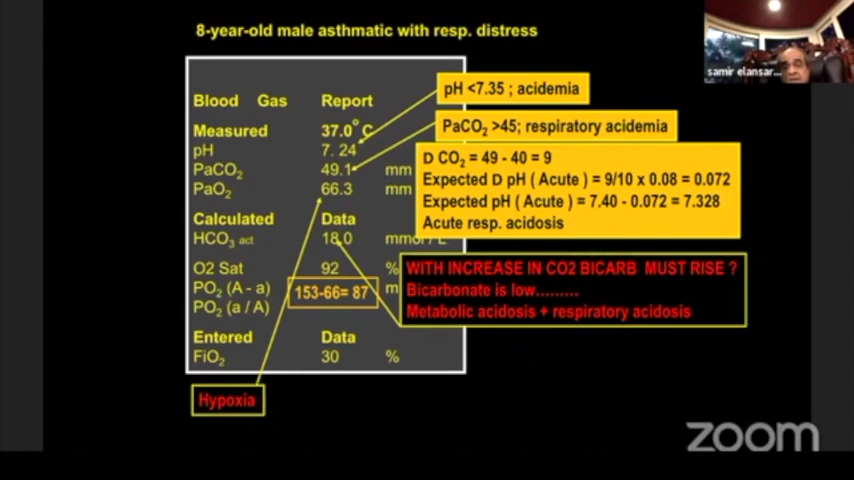 8-year-old male asthmatic with resp. distress
samir elansar...
Blood Gas Report
Measured 37.0° C
pH 7. 24
PaCO2 49.1 mm
PaO2 66.3 mm
Calculated Data
HCO3 act 18.0 mmol / L
O2 Sat 92 %
PO2 (A - a) 153-66= 87 m
PO2 (a / A)
Entered Data
FiO2 30 %
pH <7.35 ; acidemia
PaCO2 >45; respiratory acidemia
D CO2 = 49 - 40 = 9
Expected D pH ( Acute ) = 9/10 x 0.08 = 0.072
Expected pH ( Acute ) = 7.40 - 0.072 = 7.328
Acute resp. acidosis
WITH INCREASE IN CO2 BICARB MUST RISE ?
Bicarbonate is low.........
Metabolic acidosis + respiratory acidosis
Hypoxia
zoom